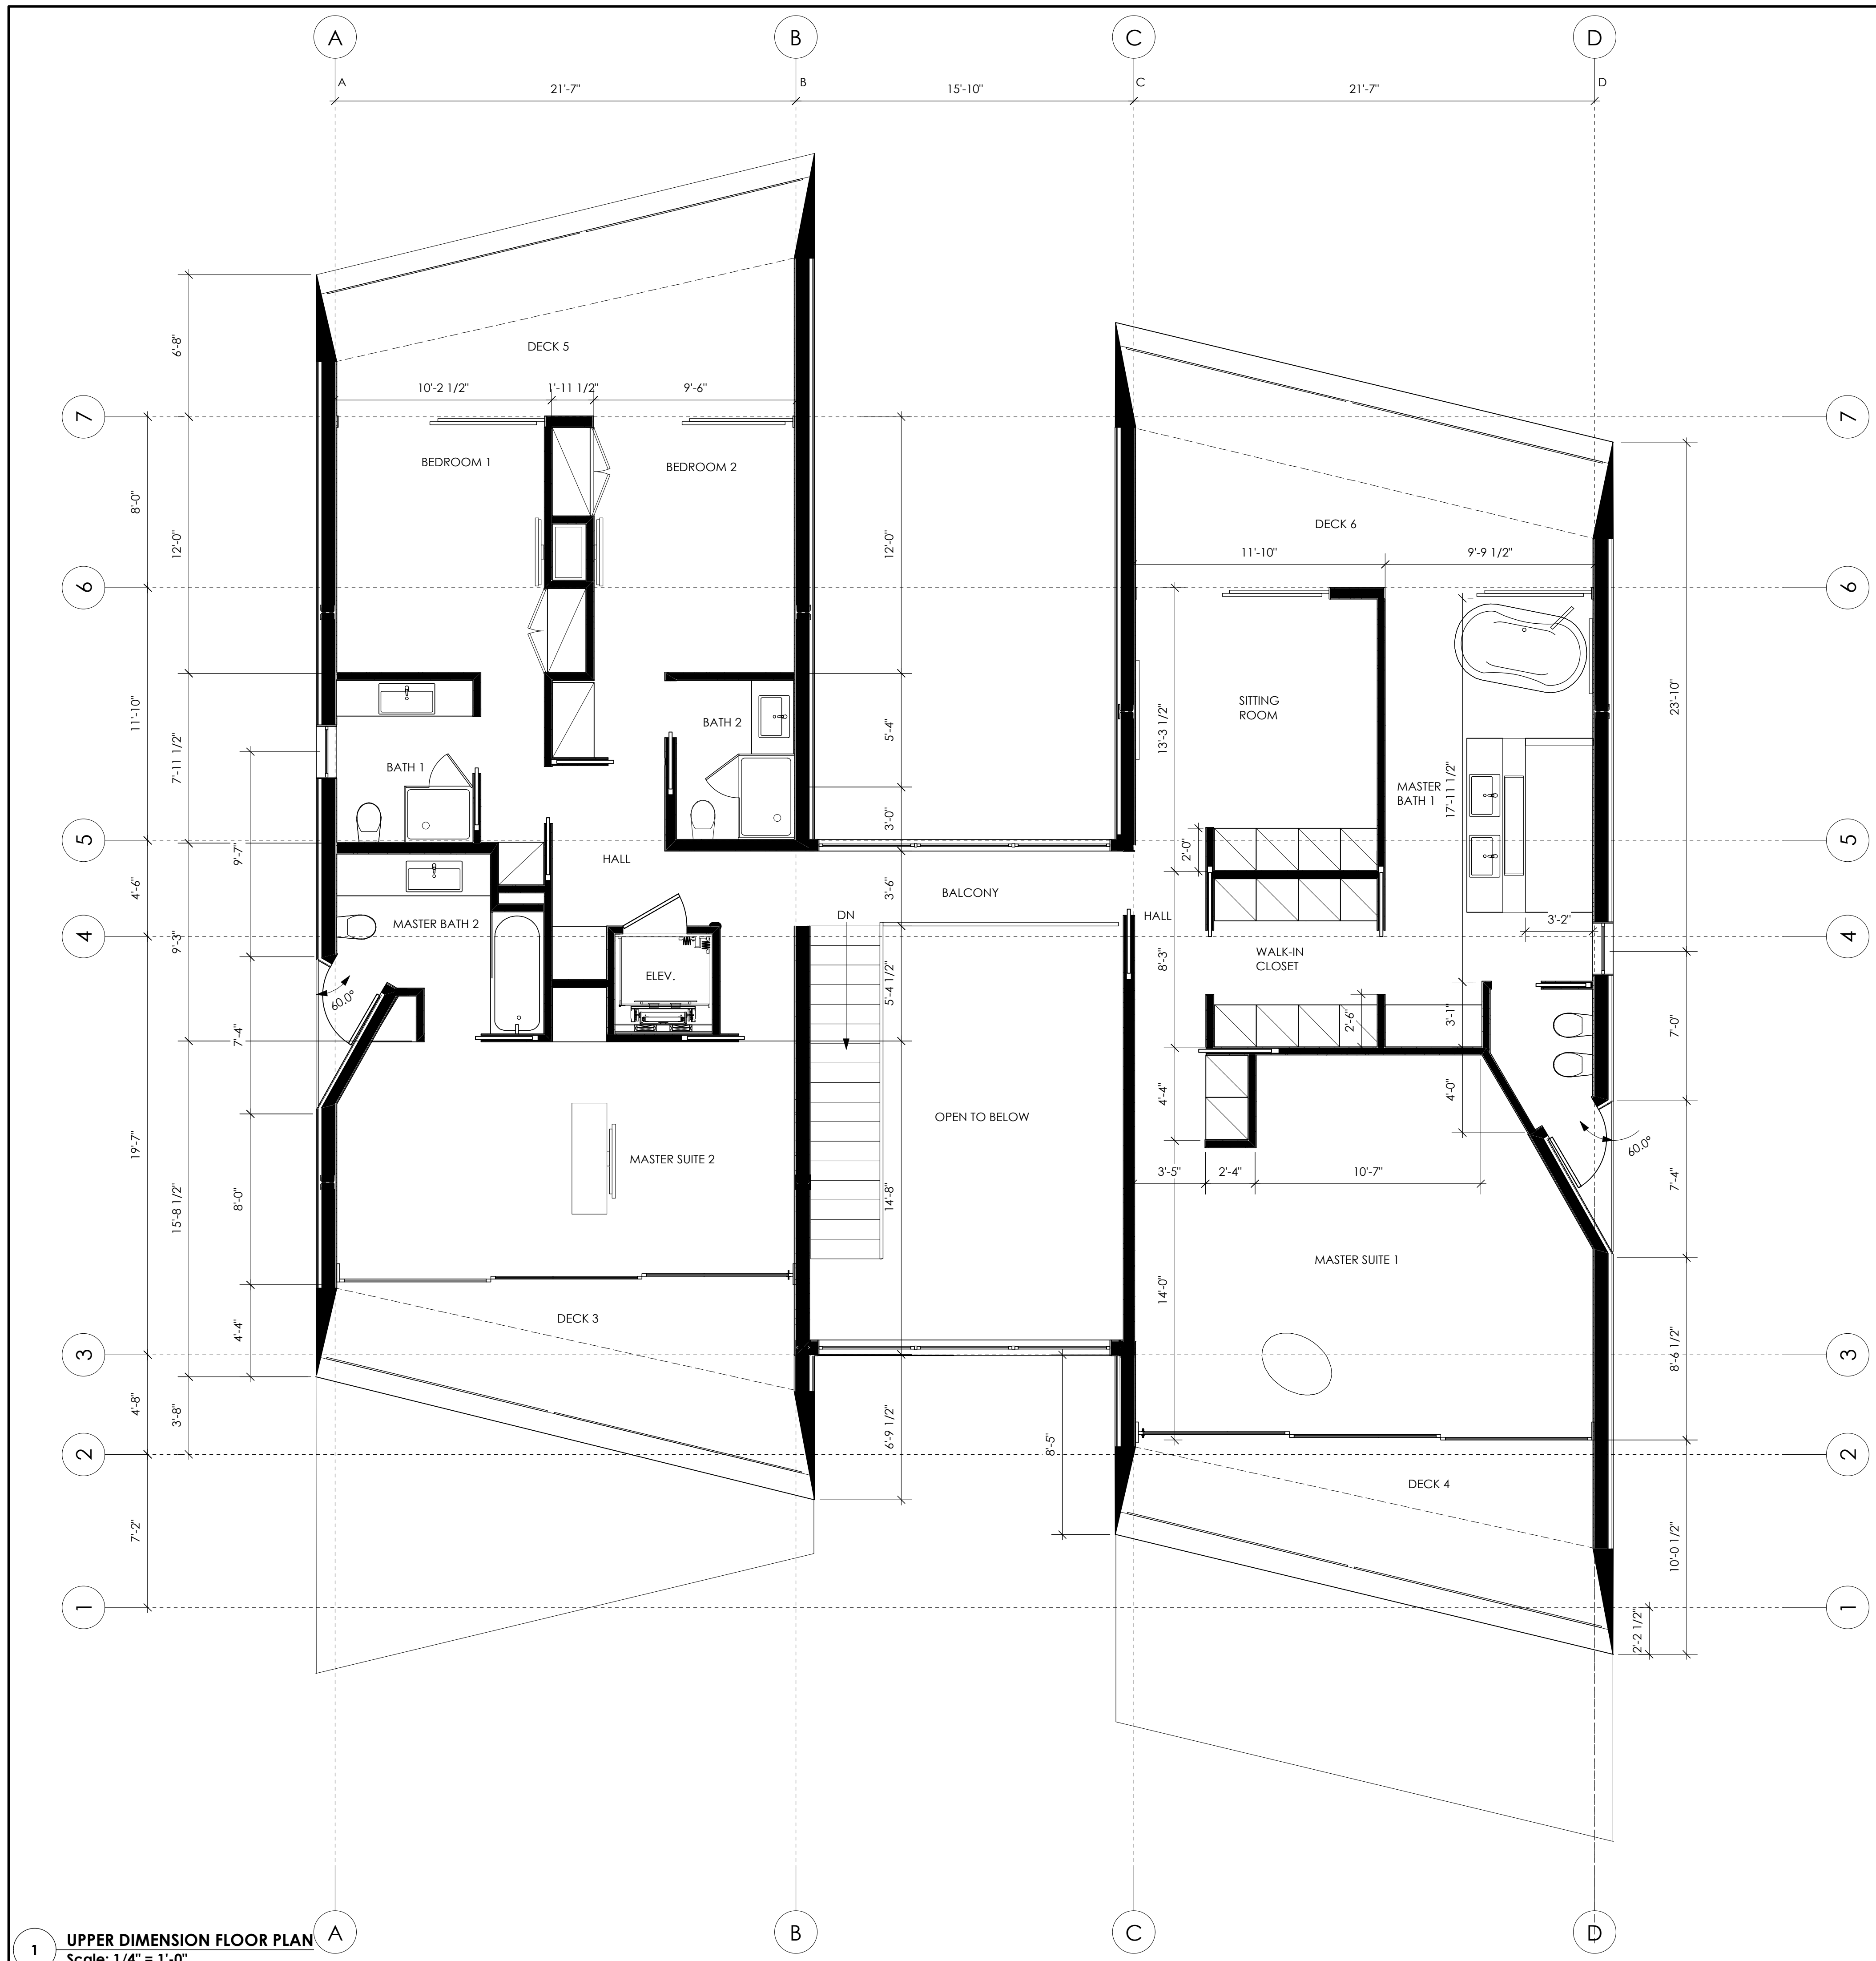 A
B
C
D
A
B
C
D
21'-7"
15'-10"
21'-7"
6'-8"
DECK 5
10'-2 1/2"
1'-11 1/2"
9'-6"
7
7
BEDROOM 1
BEDROOM 2
8'-0"
12'-0"
12'-0"
DECK 6
11'-10"
9'-9 1/2"
6
6
11'-10"
7'-11 1/2"
BATH 1
BATH 2
5'-4"
3'-0"
SITTING
ROOM
13'-3 1/2"
MASTER
BATH 1
17'-11 1/2"
23'-10"
5
5
9'-7"
HALL
2'-0"
4'-6"
3'-6"
BALCONY
MASTER BATH 2
DN
HALL
3'-2"
4
4
9'-3"
ELEV.
5'-4 1/2"
8'-3"
WALK-IN
CLOSET
60.0°
7'-4"
2'-6"
3'-1"
7'-0"
4'-4"
4'-0"
OPEN TO BELOW
19'-7"
MASTER SUITE 2
60.0°
3'-5"
2'-4"
10'-7"
7'-4"
15'-8 1/2"
8'-0"
14'-8"
MASTER SUITE 1
14'-0"
DECK 3
4'-4"
3
3
8'-6 1/2"
4'-8"
3'-8"
6'-9 1/2"
8'-5"
2
2
DECK 4
7'-2"
10'-0 1/2"
1
1
2'-2 1/2"
A
B
C
D
1
UPPER DIMENSION FLOOR PLAN
Scale: 1/4" = 1'-0"